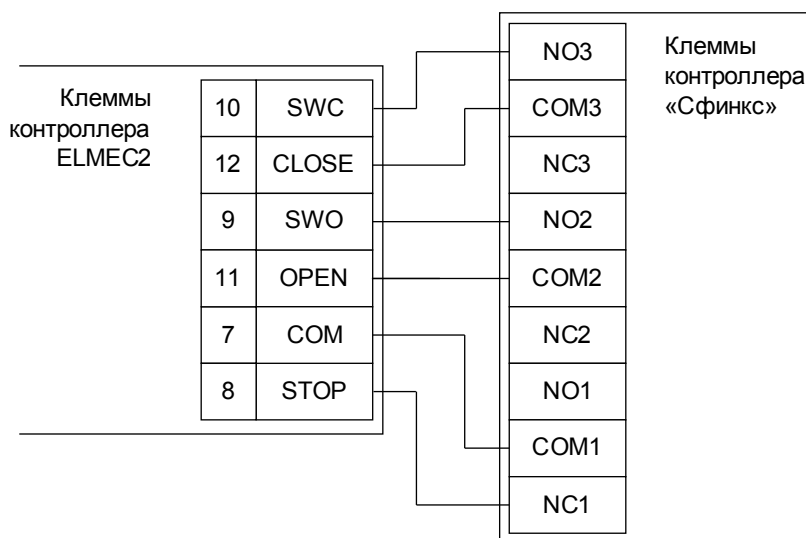 Клеммы
контроллера
ELMEC2
10 SWC
12 CLOSE
9 SWO
11 OPEN
7 COM
8 STOP
NO3
COM3
NC3
NO2
COM2
NC2
NO1
COM1
NC1
Клеммы
контроллера
«Сфинкс»